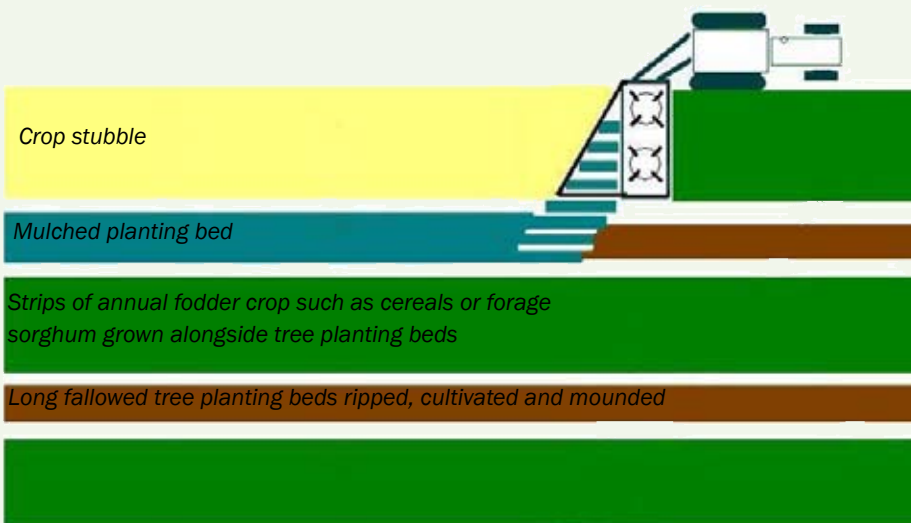 Crop stubble
Mulched planting bed
Strips of annual fodder crop such as cereals or forage
sorghum grown alongside tree planting beds
Long fallowed tree planting beds ripped, cultivated and mounded